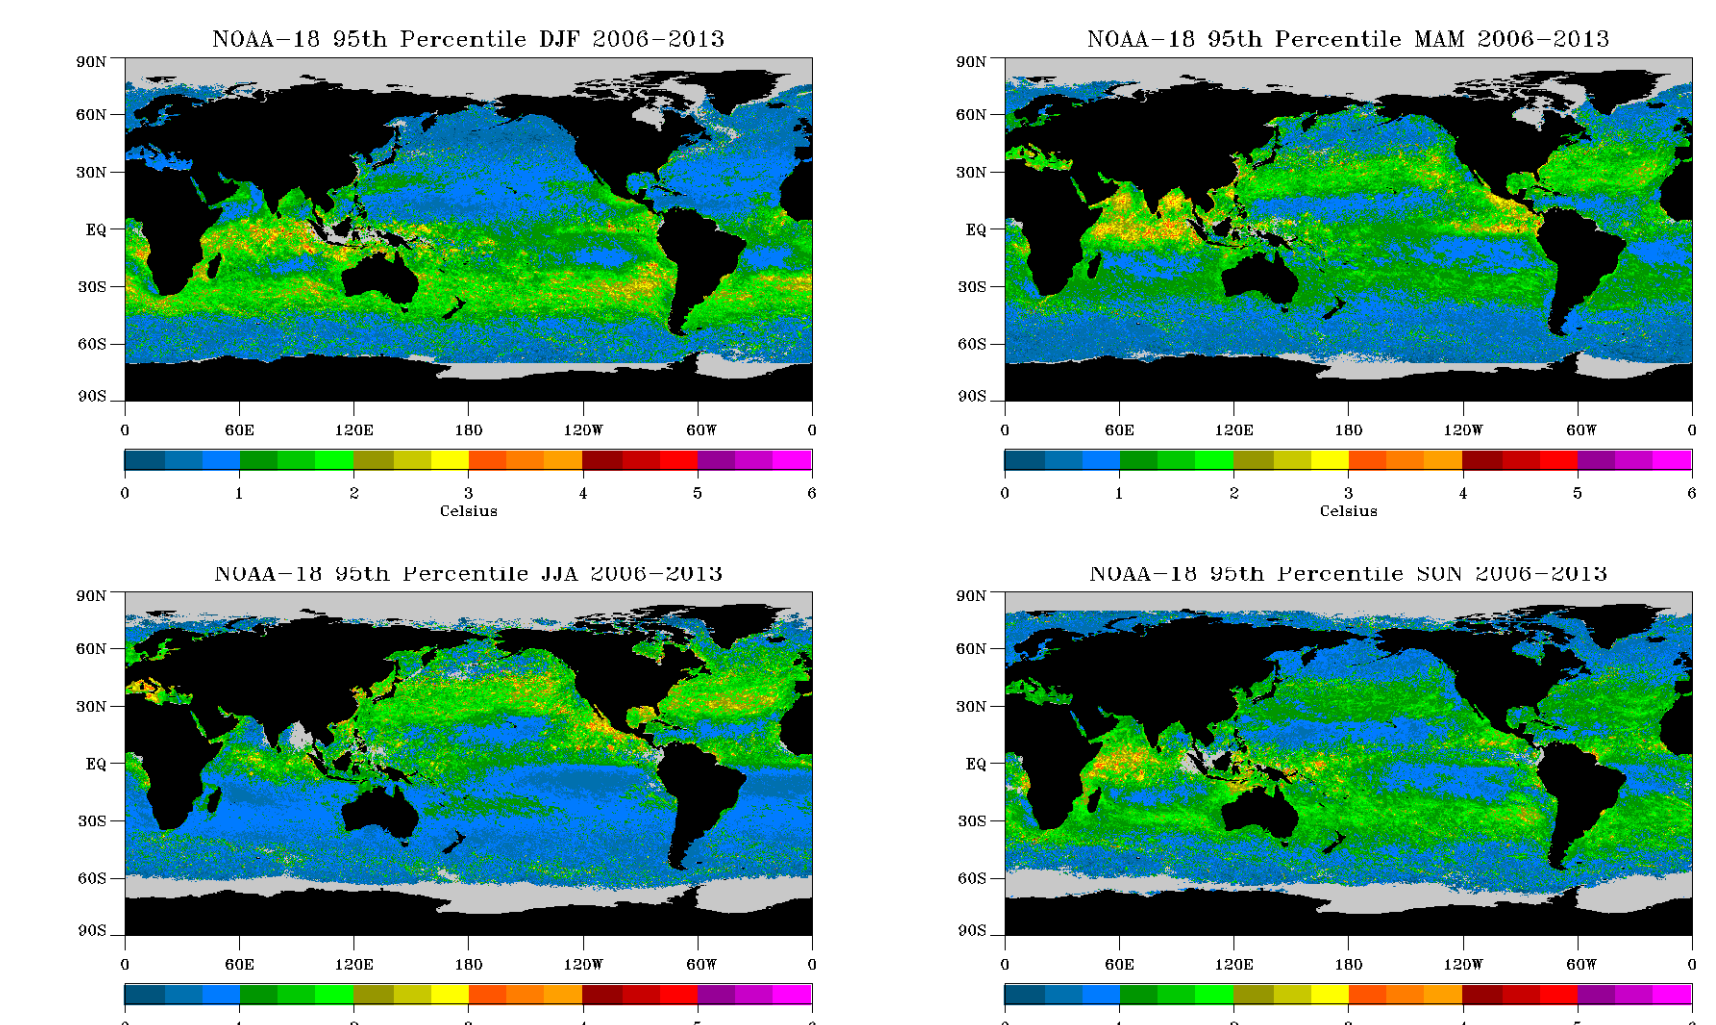 NOAA-18 95th Percentile DJF 2006-2013
90N
60N
30N
EQ
30S
60S
90S
0 60E 120E 180 120W 60W 0
0 1 2 3 4 5 6
Celsius
NOAA-18 95th Percentile MAM 2006-2013
90N
60N
30N
EQ
30S
60S
90S
0 60E 120E 180 120W 60W 0
0 1 2 3 4 5 6
Celsius
NOAA-18 95th Percentile JJA 2006-2013
90N
60N
30N
EQ
30S
60S
90S
0 60E 120E 180 120W 60W 0
NOAA-18 95th Percentile SON 2006-2013
90N
60N
30N
EQ
30S
60S
90S
0 60E 120E 180 120W 60W 0